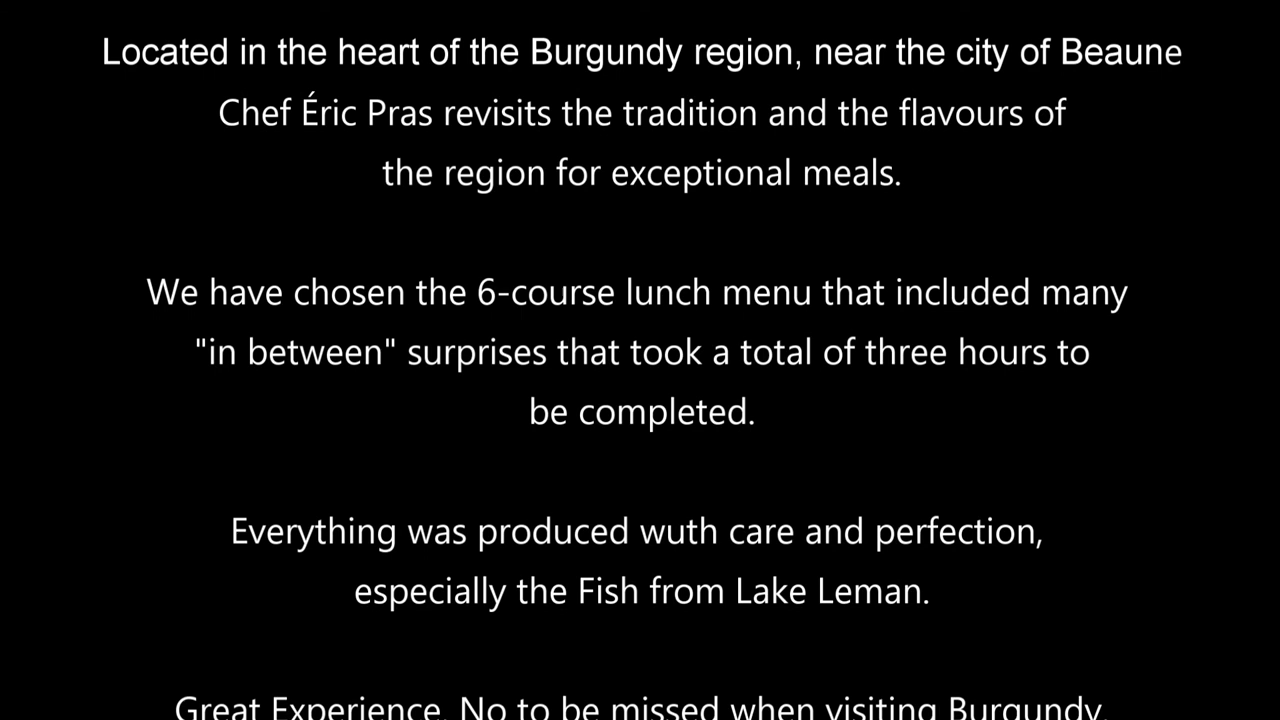 Located in the heart of the Burgundy region, near the city of Beaune
Chef Éric Pras revisits the tradition and the flavours of
the region for exceptional meals.
We have chosen the 6-course lunch menu that included many
"in between" surprises that took a total of three hours to
be completed.
Everything was produced wuth care and perfection,
especially the Fish from Lake Leman.
Great Experience. No to be missed when visiting Burgundy.